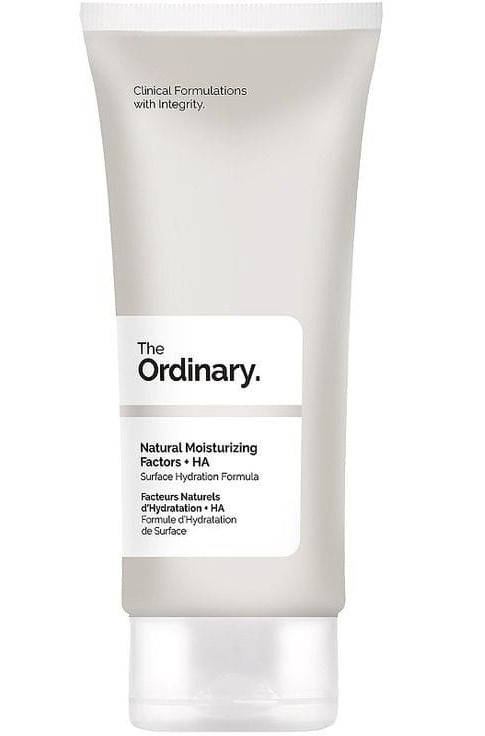 Clinical Formulations
with Integrity.
The
Ordinary.
Natural Moisturizing
Factors + HA
Surface Hydration Formula
Facteurs Naturels
d'Hydratation + HA
Formule d'Hydratation
de Surface